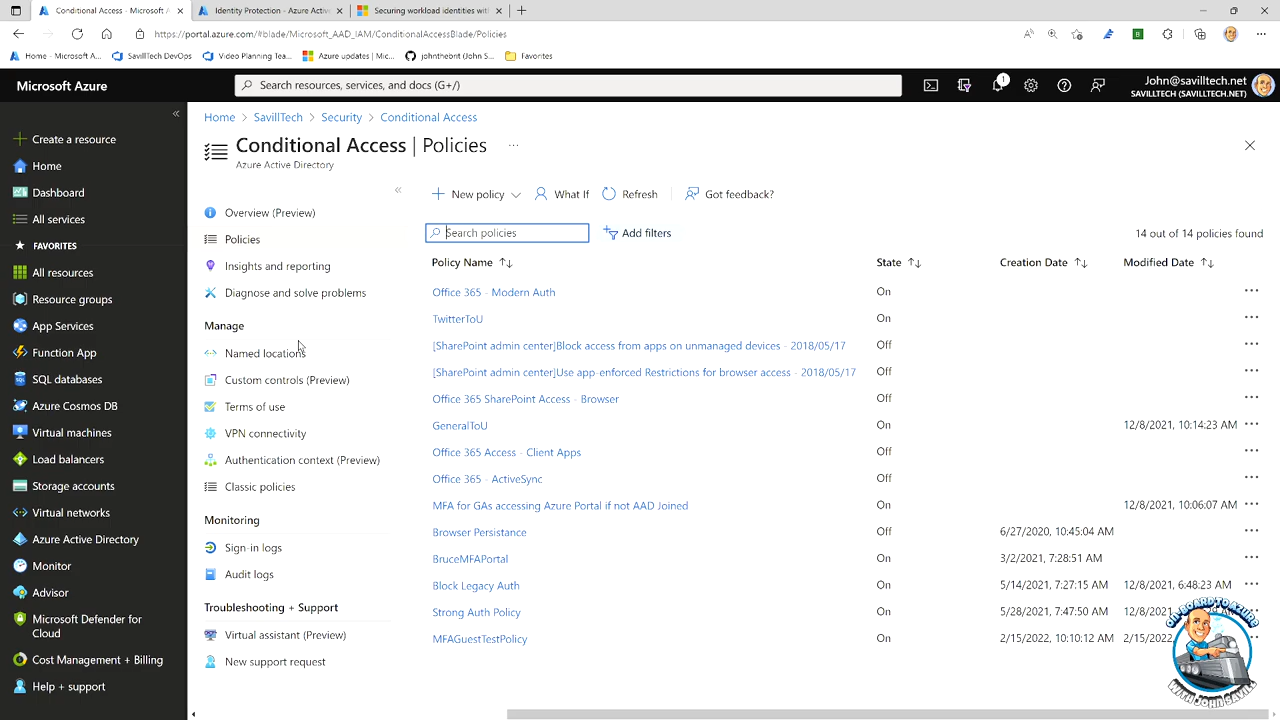 Conditional Access - Microsoft A
Identity Protection - Azure Active
Securing workload identities with
https://portal.azure.com/#blade/Microsoft_AAD_IAM/ConditionalAccessBlade/Policies
Home - Microsoft A...
SavillTech DevOps
Video Planning Tea...
Azure updates | Mic...
johnthebrit (John S...
Favorites
Microsoft Azure
Search resources, services, and docs (G+/)
1
John@savilltech.net
SAVILLTECH (SAVILLTECH.NET)
Create a resource
Home
Dashboard
All services
FAVORITES
All resources
Resource groups
App Services
Function App
SQL databases
Azure Cosmos DB
Virtual machines
Load balancers
Storage accounts
Virtual networks
Azure Active Directory
Monitor
Advisor
Microsoft Defender for
Cloud
Cost Management + Billing
Help + support
Home > SavillTech > Security > Conditional Access
Conditional Access | Policies ...
Azure Active Directory
Overview (Preview)
Policies
Insights and reporting
Diagnose and solve problems
Manage
Named locations
Custom controls (Preview)
Terms of use
VPN connectivity
Authentication context (Preview)
Classic policies
Monitoring
Sign-in logs
Audit logs
Troubleshooting + Support
Virtual assistant (Preview)
New support request
New policy
What If
Refresh
Got feedback?
Search policies
Add filters
14 out of 14 policies found
Policy Name State Creation Date Modified Date
Office 365 - Modern Auth On
TwitterToU On
[SharePoint admin center]Block access from apps on unmanaged devices - 2018/05/17 Off
[SharePoint admin center]Use app-enforced Restrictions for browser access - 2018/05/17 Off
Office 365 SharePoint Access - Browser Off
GeneralToU On 12/8/2021, 10:14:23 AM
Office 365 Access - Client Apps Off
Office 365 - ActiveSync Off
MFA for GAs accessing Azure Portal if not AAD Joined On 12/8/2021, 10:06:07 AM
Browser Persistance Off 6/27/2020, 10:45:04 AM
BruceMFAPortal On 3/2/2021, 7:28:51 AM
Block Legacy Auth On 5/14/2021, 7:27:15 AM 12/8/2021, 6:48:23 AM
Strong Auth Policy On 5/28/2021, 7:47:50 AM 12/8/2021,
MFAGuestTestPolicy On 2/15/2022, 10:10:12 AM 2/15/2022,
ONBOARD TO AZURE
WITH JOHN SAVILL